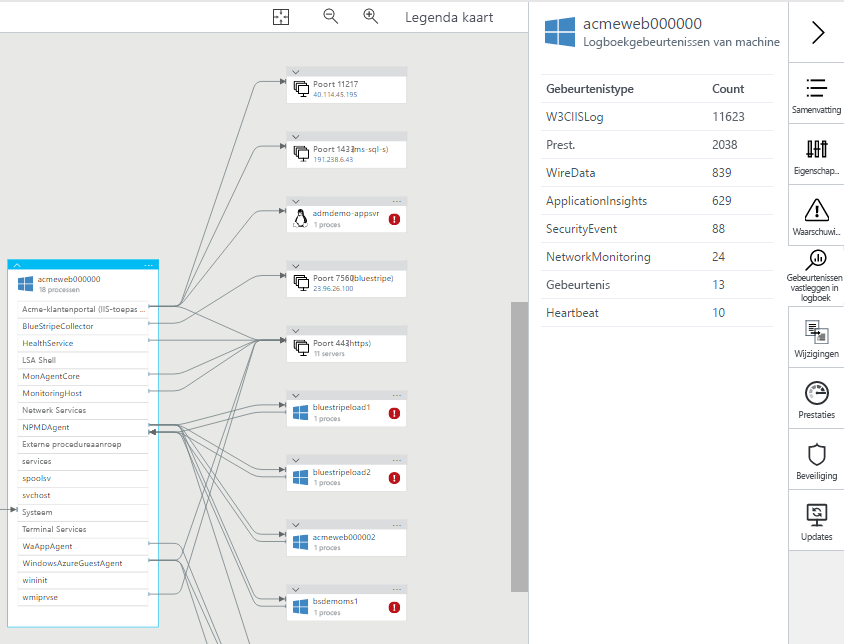 Legenda kaart
Poort 11217
40.114.45.195
Poort 1433(ms-sql-s)
191.238.6.43
admdemo-appsvr
1 proces
Poort 7560(bluestripe)
23.96.26.100
Poort 443(https)
11 servers
bluestripeload1
1 proces
bluestripeload2
1 proces
acmeweb000002
1 proces
bsdemoms1
1 proces
acmeweb000000
18 processen
Acme-klantenportal (IIS-toepas ...
BlueStripeCollector
HealthService
LSA Shell
MonAgentCore
MonitoringHost
Netwerk Services
NPMDAgent
Externe procedureaanroep
services
spoolsv
svchost
Systeem
Terminal Services
WaAppAgent
WindowsAzureGuestAgent
wininit
wmiprvse
acmeweb000000
Logboekgebeurtenissen van machine
Gebeurtenistype Count
W3CIISLog 11623
Prest. 2038
WireData 839
ApplicationInsights 629
SecurityEvent 88
NetworkMonitoring 24
Gebeurtenis 13
Heartbeat 10
Samenvatting
Eigenschap...
Waarschuwi...
Gebeurtenissen
vastleggen in
logboek
Wijzigingen
Prestaties
Beveiliging
Updates